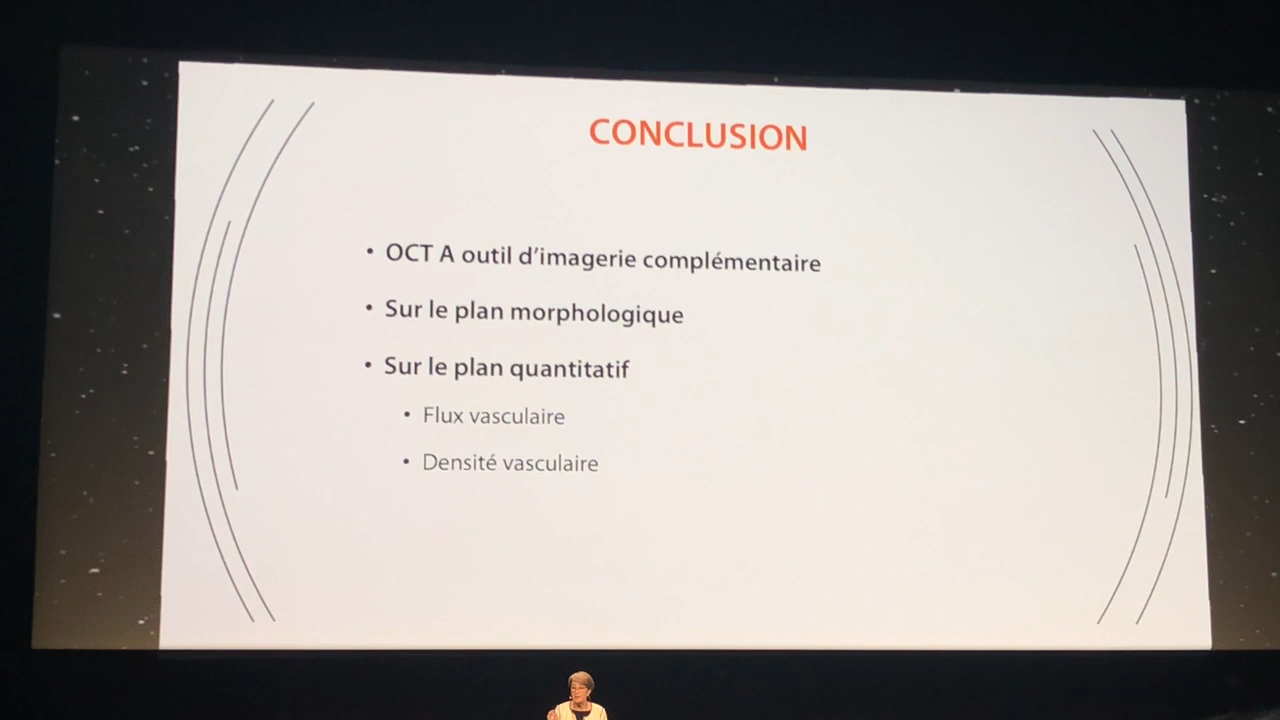 CONCLUSION
• OCT A outil d’imagerie complémentaire
• Sur le plan morphologique
• Sur le plan quantitatif
• Flux vasculaire
• Densité vasculaire